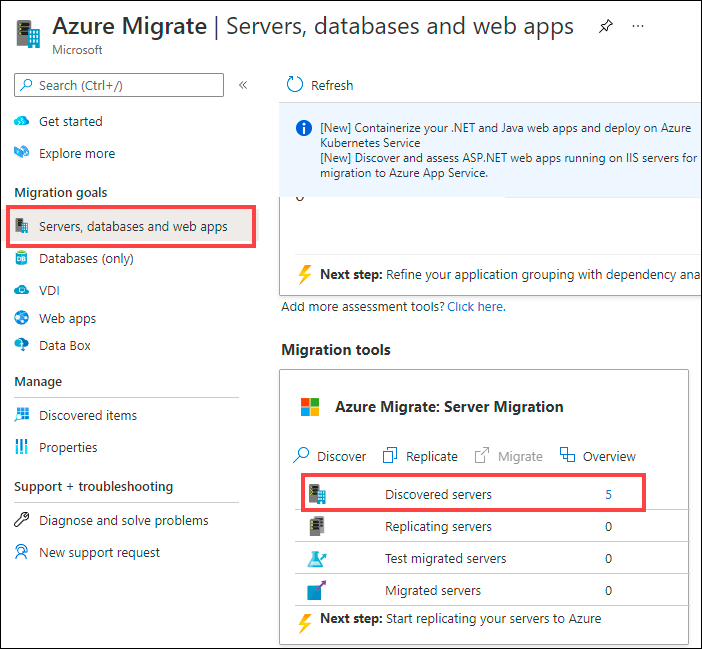 Azure Migrate | Servers, databases and web apps
Microsoft
Search (Ctrl+/)
«
Get started
Explore more
Migration goals
Servers, databases and web apps
Databases (only)
VDI
Web apps
Data Box
Manage
Discovered items
Properties
Support + troubleshooting
Diagnose and solve problems
New support request
Refresh
[New] Containerize your .NET and Java web apps and deploy on Azure
Kubernetes Service
[New] Discover and assess ASP.NET web apps running on IIS servers for
migration to Azure App Service.
Next step: Refine your application grouping with dependency ana
Add more assessment tools? Click here.
Migration tools
Azure Migrate: Server Migration
Discover Replicate Migrate Overview
Discovered servers 5
Replicating servers 0
Test migrated servers 0
Migrated servers 0
Next step: Start replicating your servers to Azure